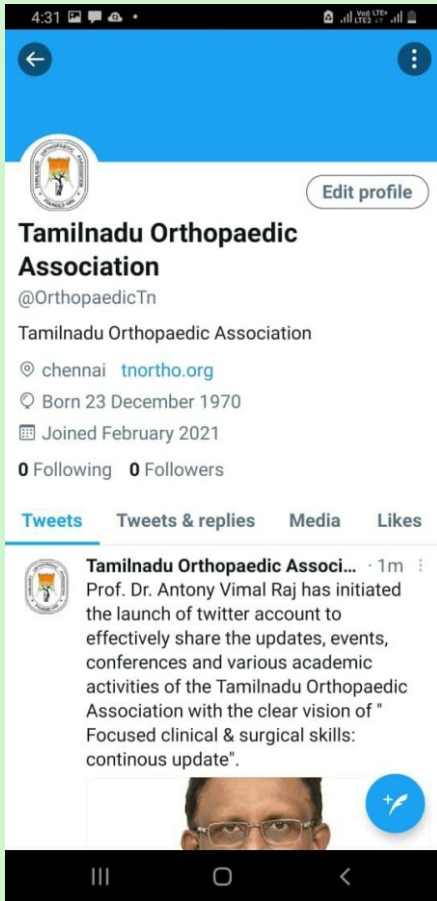 4:31
Vo) LTE+
LTE2
Edit profile
Tamilnadu Orthopaedic
Association
@OrthopaedicTn
Tamilnadu Orthopaedic Association
chennai tnortho.org
Born 23 December 1970
Joined February 2021
0 Following 0 Followers
Tweets Tweets & replies Media Likes
Tamilnadu Orthopaedic Associ... · 1m
Prof. Dr. Antony Vimal Raj has initiated
the launch of twitter account to
effectively share the updates, events,
conferences and various academic
activities of the Tamilnadu Orthopaedic
Association with the clear vision of "
Focused clinical & surgical skills:
continous update".